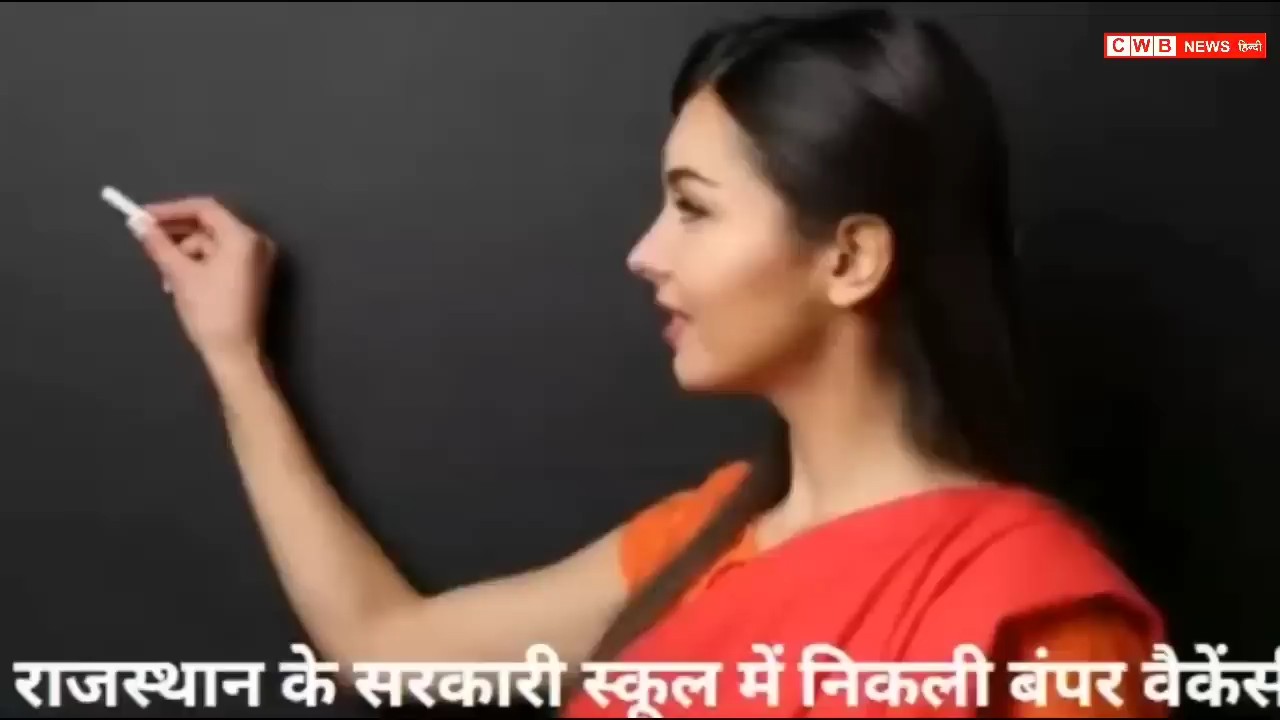 CWB NEWS हिन्दी
राजस्थान के सरकारी स्कूल में निकली बंपर